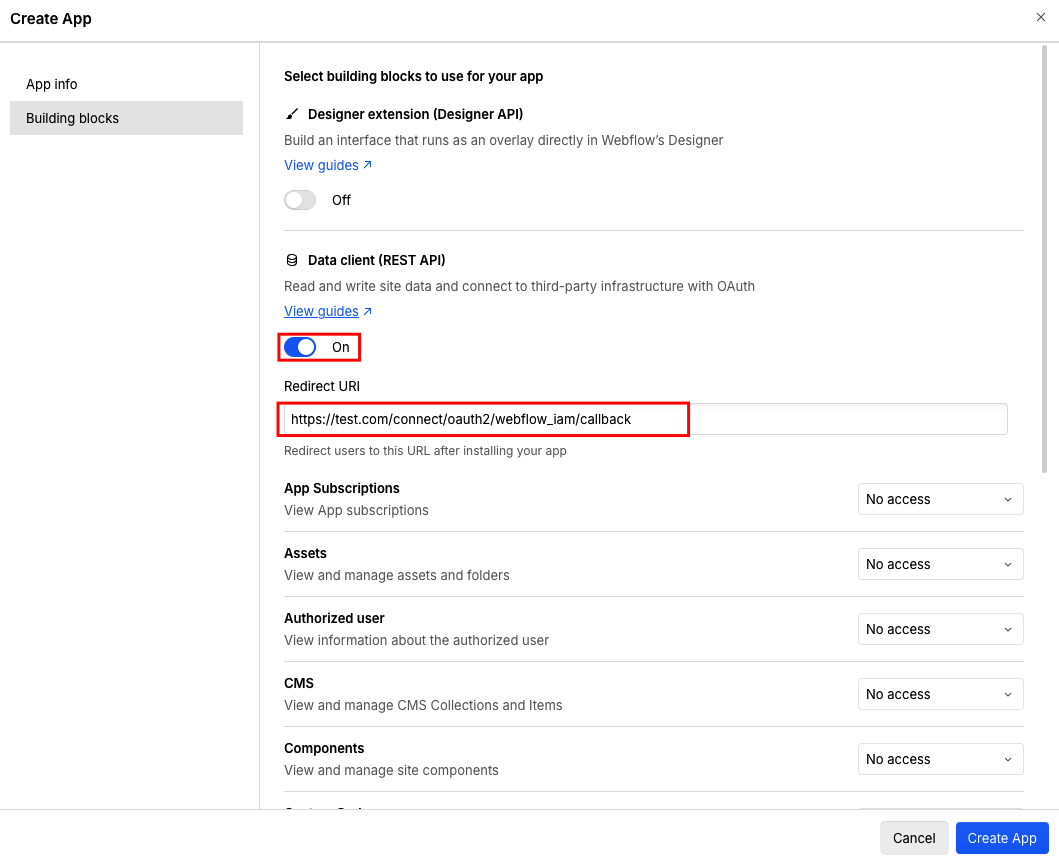 Create App
App info
Building blocks
Select building blocks to use for your app
Designer extension (Designer API)
Build an interface that runs as an overlay directly in Webflow’s Designer
View guides
Off
Data client (REST API)
Read and write site data and connect to third-party infrastructure with OAuth
View guides
On
Redirect URI
https://test.com/connect/oauth2/webflow_iam/callback
Redirect users to this URL after installing your app
App Subscriptions
View App subscriptions
No access
Assets
View and manage assets and folders
No access
Authorized user
View information about the authorized user
No access
CMS
View and manage CMS Collections and Items
No access
Components
View and manage site components
No access
Cancel
Create App